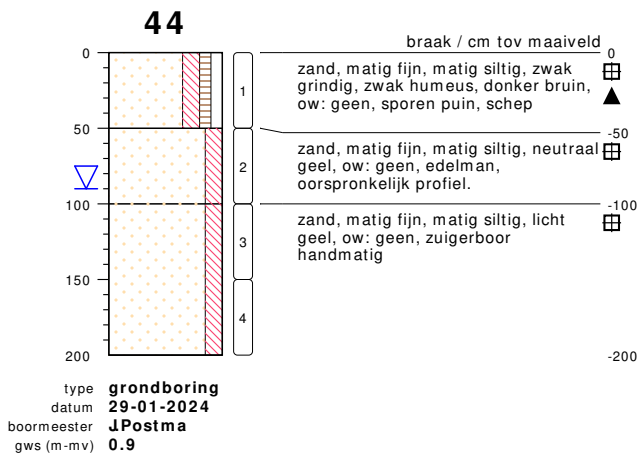 44
braak / cm tov maaiveld
0
0
zand, matig fijn, matig siltig, zwak
grindig, zwak humeus, donker bruin,
ow: geen, sporen puin, schep
1
50
-50
zand, matig fijn, matig siltig, neutraal
geel, ow: geen, edelman,
oorspronkelijk profiel.
2
100
-100
zand, matig fijn, matig siltig, licht
geel, ow: geen, zuigerboor
handmatig
3
150
4
200
-200
type grondboring
datum 29-01-2024
boormeester J.Postma
gws (m-mv) 0.9